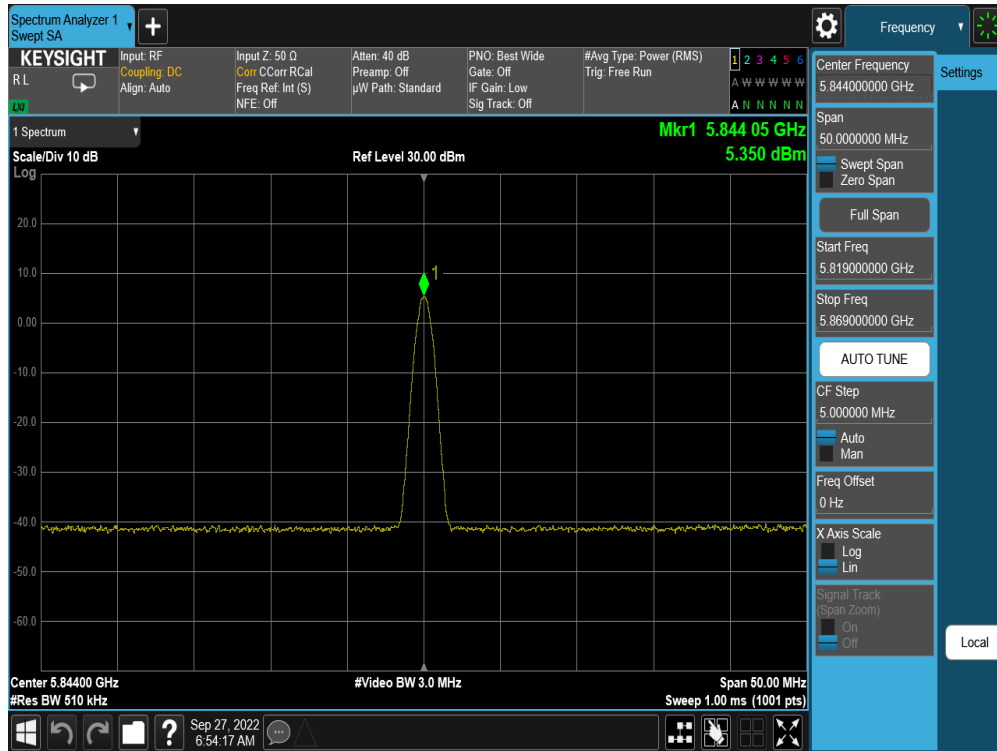 Spectrum Analyzer 1
Swept SA
Frequency
KEYSIGHT
R L
LXI
Input: RF
Coupling: DC
Align: Auto
Input Z: 50 Ω
Corr CCorr RCal
Freq Ref: Int (S)
NFE: Off
Atten: 40 dB
Preamp: Off
µW Path: Standard
PNO: Best Wide
Gate: Off
IF Gain: Low
Sig Track: Off
#Avg Type: Power (RMS)
Trig: Free Run
1 2 3 4 5 6
A W W W W W
A N N N N N
1 Spectrum
Scale/Div 10 dB
Log
Ref Level 30.00 dBm
Mkr1 5.844 05 GHz
5.350 dBm
1
20.0
10.0
0.00
-10.0
-20.0
-30.0
-40.0
-50.0
-60.0
Center 5.84400 GHz
#Res BW 510 kHz
#Video BW 3.0 MHz
Span 50.00 MHz
Sweep 1.00 ms (1001 pts)
Center Frequency
5.844000000 GHz
Span
50.0000000 MHz
Swept Span
Zero Span
Full Span
Start Freq
5.819000000 GHz
Stop Freq
5.869000000 GHz
AUTO TUNE
CF Step
5.000000 MHz
Auto
Man
Freq Offset
0 Hz
X Axis Scale
Log
Lin
Signal Track
(Span Zoom)
On
Off
Settings
Local
?
Sep 27, 2022
6:54:17 AM